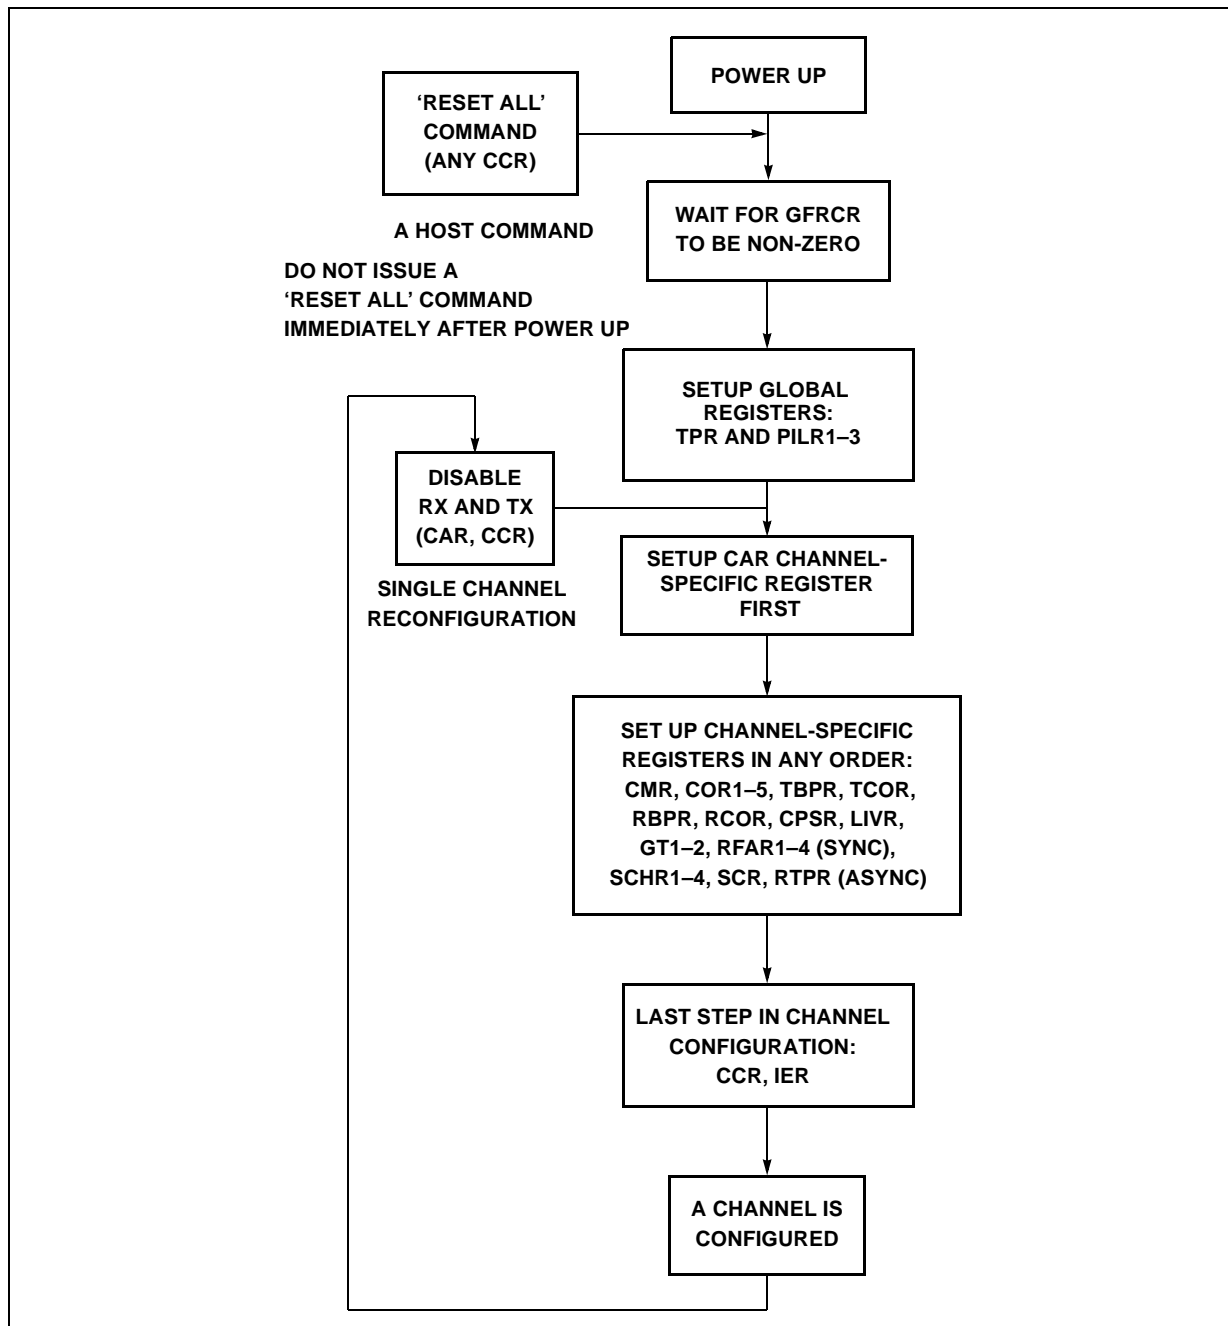 POWER UP
‘RESET ALL’
COMMAND
(ANY CCR)
A HOST COMMAND
WAIT FOR GFRCR
TO BE NON-ZERO
DO NOT ISSUE A
‘RESET ALL’ COMMAND
IMMEDIATELY AFTER POWER UP
SETUP GLOBAL
REGISTERS:
TPR AND PILR1–3
DISABLE
RX AND TX
(CAR, CCR)
SINGLE CHANNEL
RECONFIGURATION
SETUP CAR CHANNEL-
SPECIFIC REGISTER
FIRST
SET UP CHANNEL-SPECIFIC
REGISTERS IN ANY ORDER:
CMR, COR1–5, TBPR, TCOR,
RBPR, RCOR, CPSR, LIVR,
GT1–2, RFAR1–4 (SYNC),
SCHR1–4, SCR, RTPR (ASYNC)
LAST STEP IN CHANNEL
CONFIGURATION:
CCR, IER
A CHANNEL IS
CONFIGURED